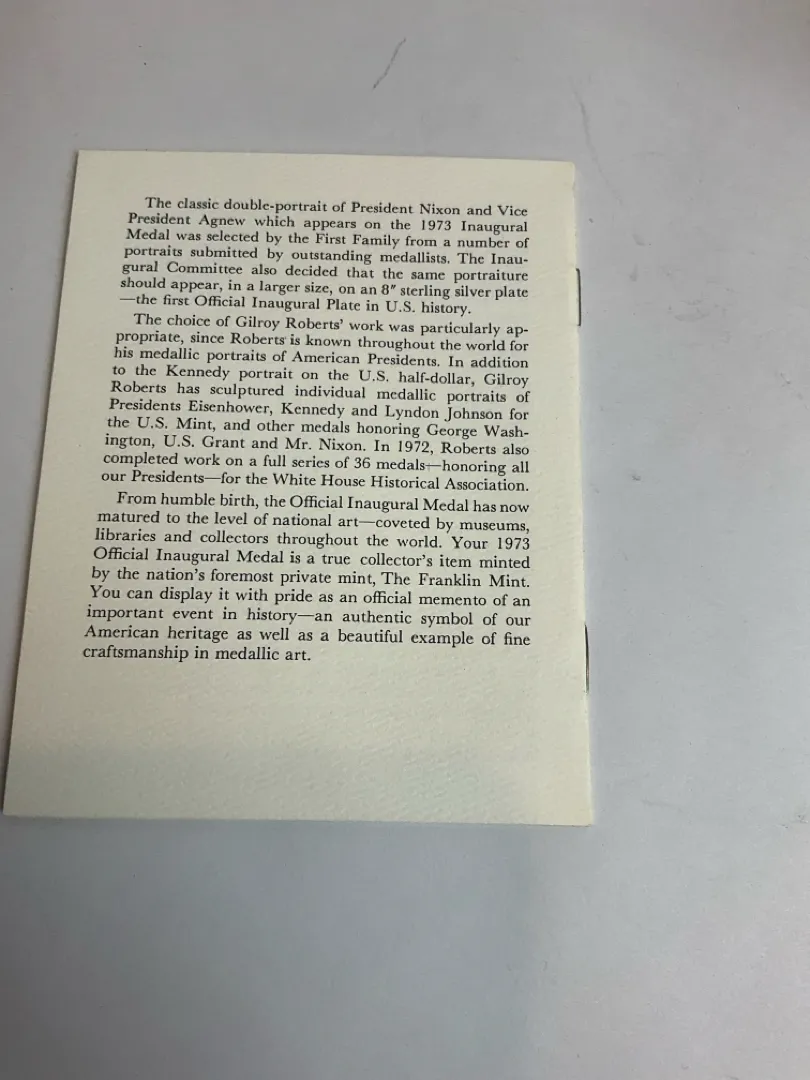 The classic double-portrait of President Nixon and Vice
President Agnew which appears on the 1973 Inaugural
Medal was selected by the First Family from a number of
portraits submitted by outstanding medallists. The Inau-
gural Committee also decided that the same portraiture
should appear, in a larger size, on an 8" sterling silver plate
—the first Official Inaugural Plate in U.S. history.
The choice of Gilroy Roberts' work was particularly ap-
propriate, since Roberts is known throughout the world for
his medallic portraits of American Presidents. In addition
to the Kennedy portrait on the U.S. half-dollar, Gilroy
Roberts has sculptured individual medallic portraits of
Presidents Eisenhower, Kennedy and Lyndon Johnson for
the U.S. Mint, and other medals honoring George Wash-
ington, U.S. Grant and Mr. Nixon. In 1972, Roberts also
completed work on a full series of 36 medals—honoring all
our Presidents—for the White House Historical Association.
From humble birth, the Official Inaugural Medal has now
matured to the level of national art—coveted by museums,
libraries and collectors throughout the world. Your 1973
Official Inaugural Medal is a true collector's item minted
by the nation's foremost private mint, The Franklin Mint.
You can display it with pride as an official memento of an
important event in history—an authentic symbol of our
American heritage as well as a beautiful example of fine
craftsmanship in medallic art.